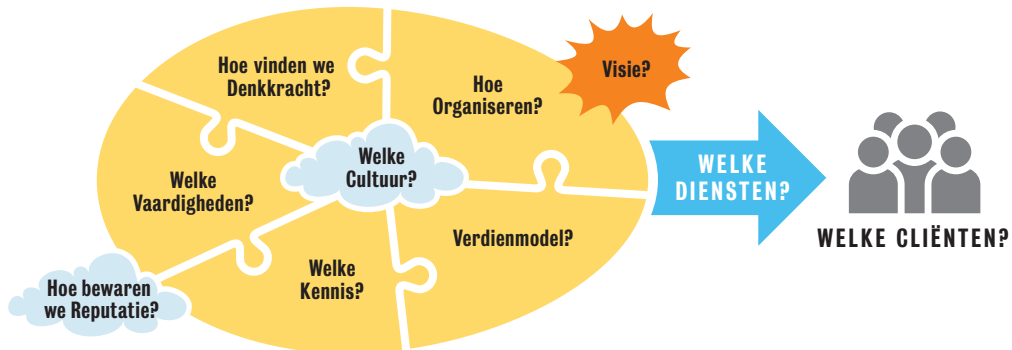 Hoe vinden we
Denkkracht?
Hoe
Organiseren?
Visie?
Welke
Cultuur?
WELKE
DIENSTEN?
Welke
Vaardigheden?
Verdienmodel?
WELKE CLIËNTEN?
Welke
Kennis?
Hoe bewaren
we Reputatie?